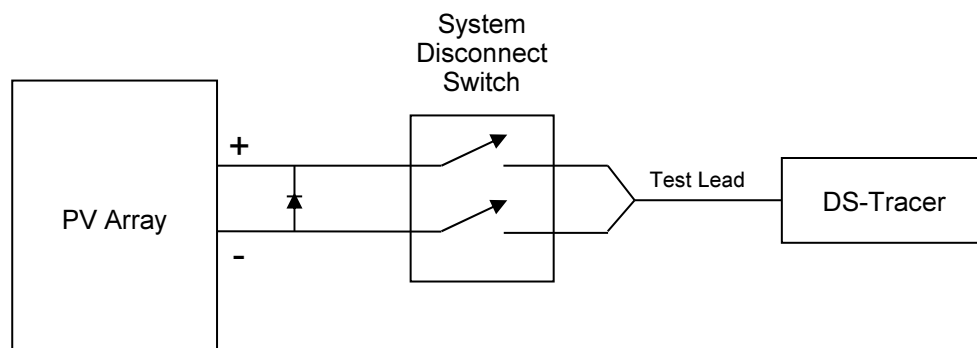 System
Disconnect
Switch
+
PV Array
-
Test Lead
DS-Tracer